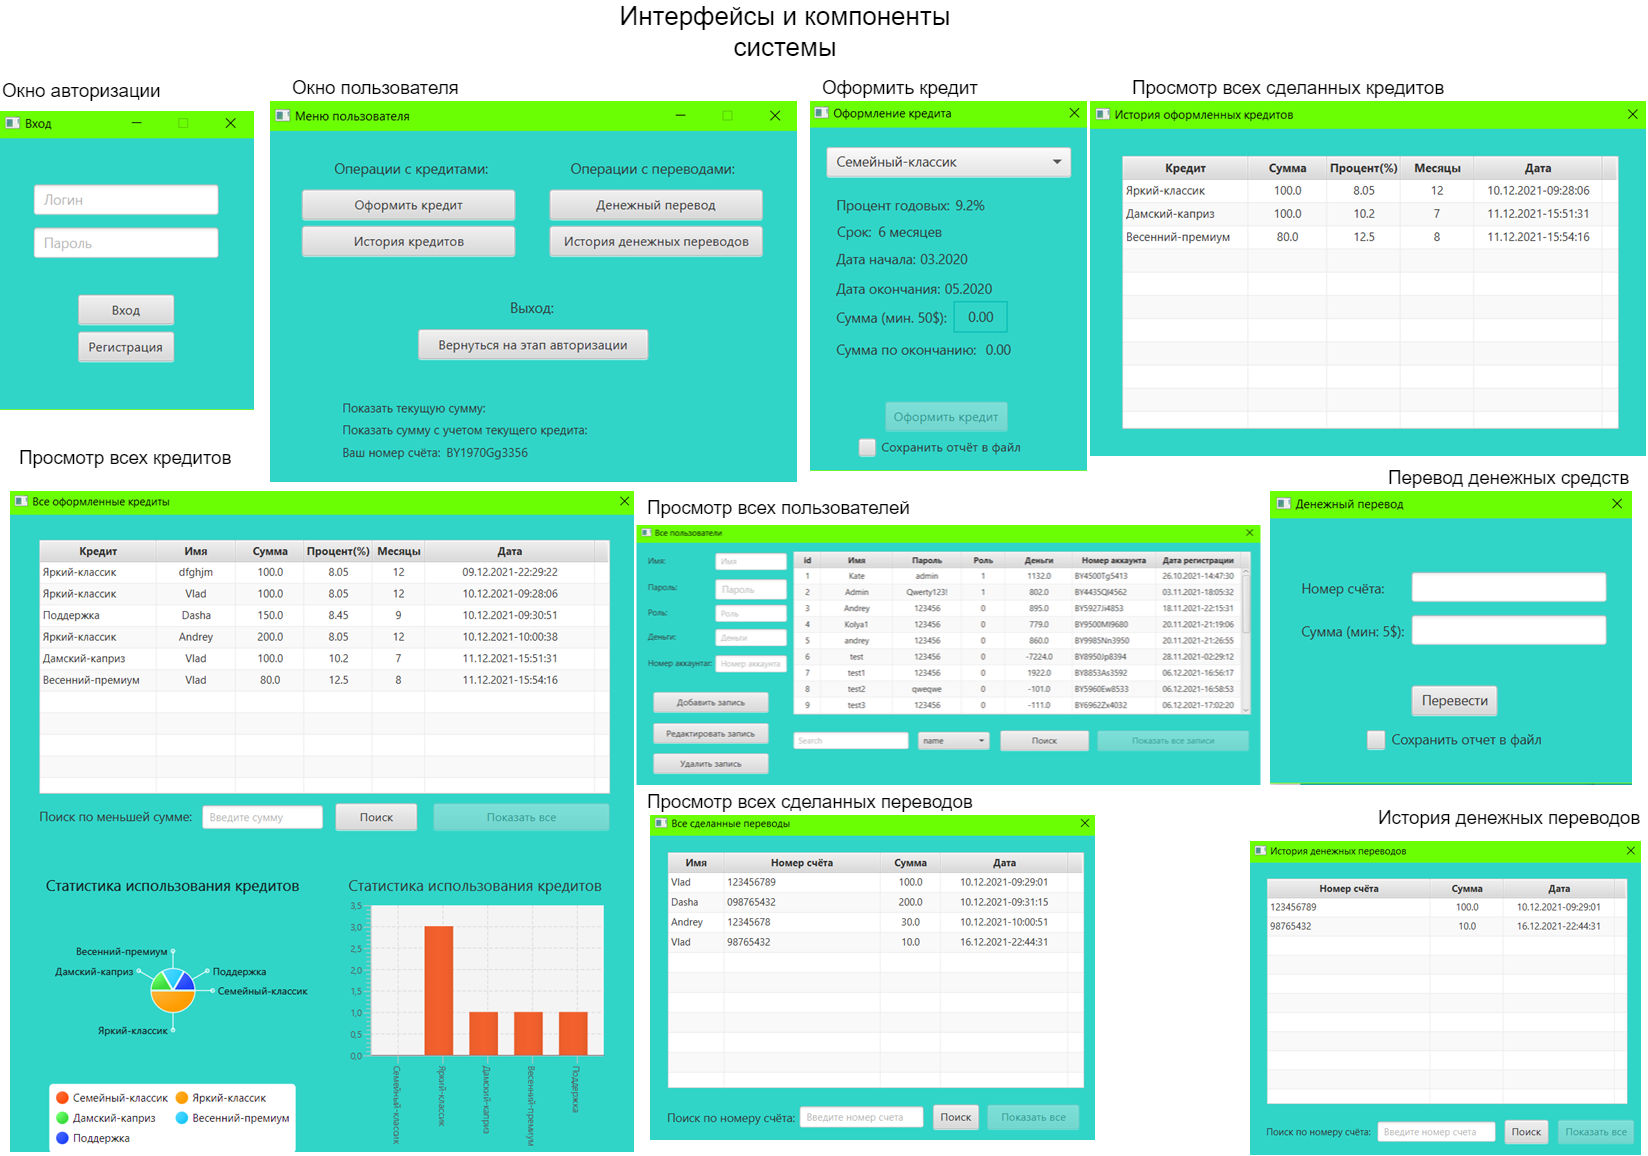 Интерфейсы и компоненты
системы
Окно авторизации
Вход
Логин
Пароль
Вход
Регистрация
Окно пользователя
Меню пользователя
Операции с кредитами: Операции с переводами:
Оформить кредит Денежный перевод
История кредитов История денежных переводов
Выход:
Вернуться на этап авторизации
Показать текущую сумму:
Показать сумму с учетом текущего кредита:
Ваш номер счёта: BY1970Gg3356
Оформить кредит
Оформление кредита
Семейный-классик
Процент годовых: 9.2%
Срок: 6 месяцев
Дата начала: 03.2020
Дата окончания: 05.2020
Сумма (мин. 50$): 0.00
Сумма по окончанию: 0.00
Оформить кредит
Сохранить отчёт в файл
Просмотр всех сделанных кредитов
История оформленных кредитов
Кредит Сумма Процент(%) Месяцы Дата
Яркий-классик 100.0 8.05 12 10.12.2021-09:28:06
Дамский-каприз 100.0 10.2 7 11.12.2021-15:51:31
Весенний-премиум 80.0 12.5 8 11.12.2021-15:54:16
Просмотр всех кредитов
Все оформленные кредиты
Кредит Имя Сумма Процент(%) Месяцы Дата
Яркий-классик dfghjm 100.0 8.05 12 09.12.2021-22:29:22
Яркий-классик Vlad 100.0 8.05 12 10.12.2021-09:28:06
Поддержка Dasha 150.0 8.45 9 10.12.2021-09:30:51
Яркий-классик Andrey 200.0 8.05 12 10.12.2021-10:00:38
Дамский-каприз Vlad 100.0 10.2 7 11.12.2021-15:51:31
Весенний-премиум Vlad 80.0 12.5 8 11.12.2021-15:54:16
Поиск по меньшей сумме: Введите сумму Поиск Показать все
Статистика использования кредитов
Весенний-премиум
Дамский-каприз
Поддержка
Семейный-классик
Яркий-классик
Семейный-классик Яркий-классик
Дамский-каприз Весенний-премиум
Поддержка
Статистика использования кредитов
3,5
3,0
2,5
2,0
1,5
1,0
0,5
0,0
Семейный-классик
Яркий-классик
Дамский-каприз
Весенний-премиум
Поддержка
Просмотр всех пользователей
Все пользователи
Имя: Имя
Пароль: Пароль
Роль: Роль
Деньги: Деньги
Номер аккаунта: Номер аккаунта
Добавить запись
Редактировать запись
Удалить запись
id Имя Пароль Роль Деньги Номер аккаунта Дата регистрации
1 Kate admin 1 1132.0 BY4500Tg5413 26.10.2021-14:47:30
2 Admin Qwerty123! 1 802.0 BY4435Ql4562 03.11.2021-18:05:32
3 Andrey 123456 0 895.0 BY5927Ji4853 18.11.2021-22:15:31
4 Kolya1 123456 0 779.0 BY9500Ml9680 20.11.2021-21:19:06
5 andrey 123456 0 860.0 BY9985Nn3950 20.11.2021-21:26:55
6 test 123456 0 -7224.0 BY8950Jp8394 28.11.2021-02:29:12
7 test1 123456 0 1922.0 BY8853As3592 06.12.2021-16:56:17
8 test2 qweqwe 0 -101.0 BY5960Ew8533 06.12.2021-16:58:53
9 test3 123456 0 -111.0 BY6962Zx4032 06.12.2021-17:02:20
Search name Поиск Показать все записи
Перевод денежных средств
Денежный перевод
Номер счёта:
Сумма (мин: 5$):
Перевести
Сохранить отчет в файл
Просмотр всех сделанных переводов
Все сделанные переводы
Имя Номер счёта Сумма Дата
Vlad 123456789 100.0 10.12.2021-09:29:01
Dasha 098765432 200.0 10.12.2021-09:31:15
Andrey 12345678 30.0 10.12.2021-10:00:51
Vlad 98765432 10.0 16.12.2021-22:44:31
Поиск по номеру счёта: Введите номер счета Поиск Показать все
История денежных переводов
История денежных переводов
Номер счёта Сумма Дата
123456789 100.0 10.12.2021-09:29:01
98765432 10.0 16.12.2021-22:44:31
Поиск по номеру счёта: Введите номер счета Поиск Показать все